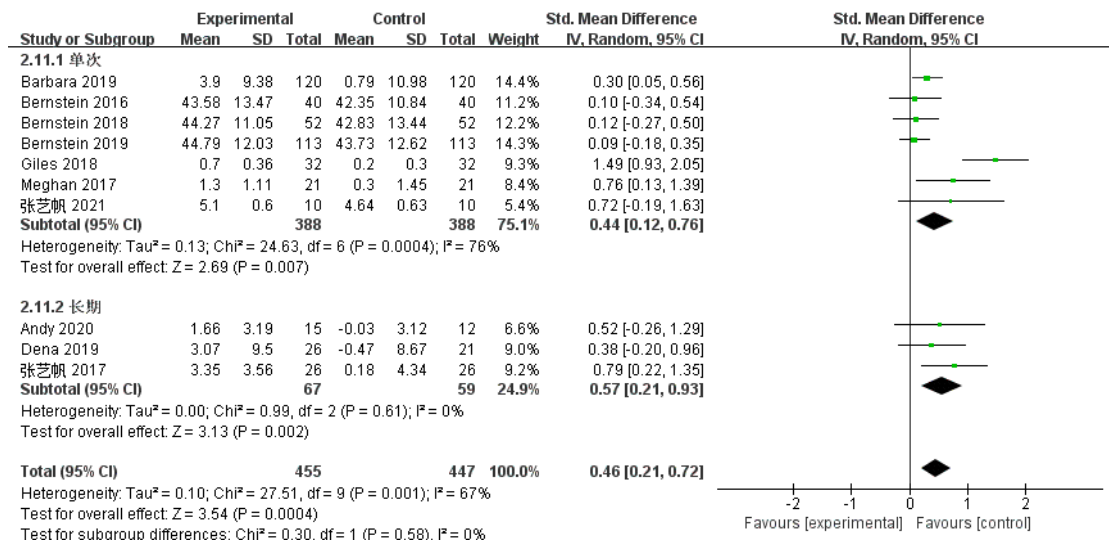 Experimental Control Std. Mean Difference Std. Mean Difference
Study or Subgroup Mean SD Total Mean SD Total Weight IV, Random, 95% CI IV, Random, 95% CI
2.11.1 单次
Barbara 2019 3.9 9.38 120 0.79 10.98 120 14.4% 0.30 [0.05, 0.56]
Bernstein 2016 43.58 13.47 40 42.35 10.84 40 11.2% 0.10 [-0.34, 0.54]
Bernstein 2018 44.27 11.05 52 42.83 13.44 52 12.2% 0.12 [-0.27, 0.50]
Bernstein 2019 44.79 12.03 113 43.73 12.62 113 14.3% 0.09 [-0.18, 0.35]
Giles 2018 0.7 0.36 32 0.2 0.3 32 9.3% 1.49 [0.93, 2.05]
Meghan 2017 1.3 1.11 21 0.3 1.45 21 8.4% 0.76 [0.13, 1.39]
张艺帆 2021 5.1 0.6 10 4.64 0.63 10 5.2% 0.72 [-0.19, 1.63]
Subtotal (95% CI) 388 388 75.1% 0.44 [0.12, 0.76]
Heterogeneity: Tau² = 0.13; Chi² = 24.63, df = 6 (P = 0.0004); I² = 76%
Test for overall effect: Z = 2.69 (P = 0.007)
2.11.2 长期
Andy 2020 1.66 3.19 15 -0.03 3.12 12 6.6% 0.52 [-0.26, 1.29]
Dena 2019 3.07 9.5 26 -0.47 8.67 21 9.0% 0.38 [-0.20, 0.96]
张艺帆 2017 3.35 3.56 26 0.18 4.34 26 9.2% 0.79 [0.22, 1.35]
Subtotal (95% CI) 67 59 24.9% 0.57 [0.21, 0.93]
Heterogeneity: Tau² = 0.00; Chi² = 0.99, df = 2 (P = 0.61); I² = 0%
Test for overall effect: Z = 3.13 (P = 0.002)
Total (95% CI) 455 447 100.0% 0.46 [0.21, 0.72]
Heterogeneity: Tau² = 0.10; Chi² = 27.51, df = 9 (P = 0.001); I² = 67%
Test for overall effect: Z = 3.54 (P = 0.0004)
Test for subgroup differences: Chi² = 0.30, df = 1 (P = 0.58), I² = 0%
-2 -1 0 1 2
Favours [experimental] Favours [control]